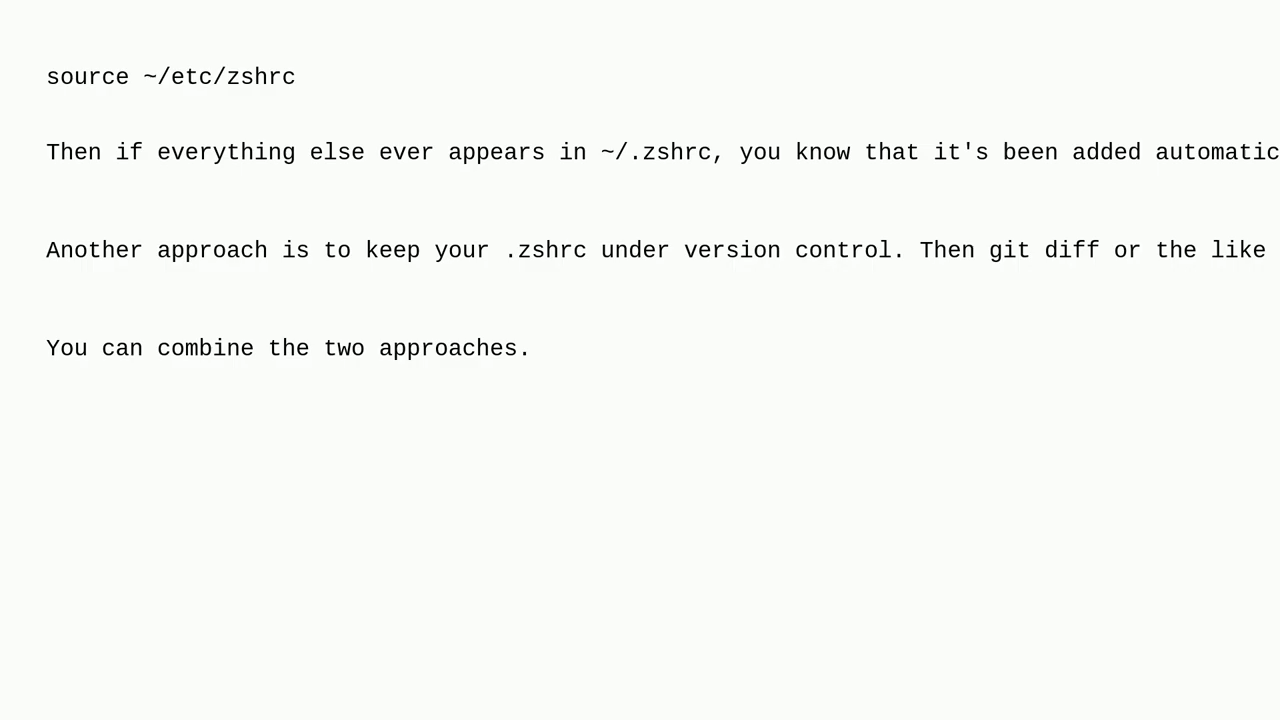 source ~/etc/zshrc
Then if everything else ever appears in ~/.zshrc, you know that it's been added automatic
Another approach is to keep your .zshrc under version control. Then git diff or the like
You can combine the two approaches.